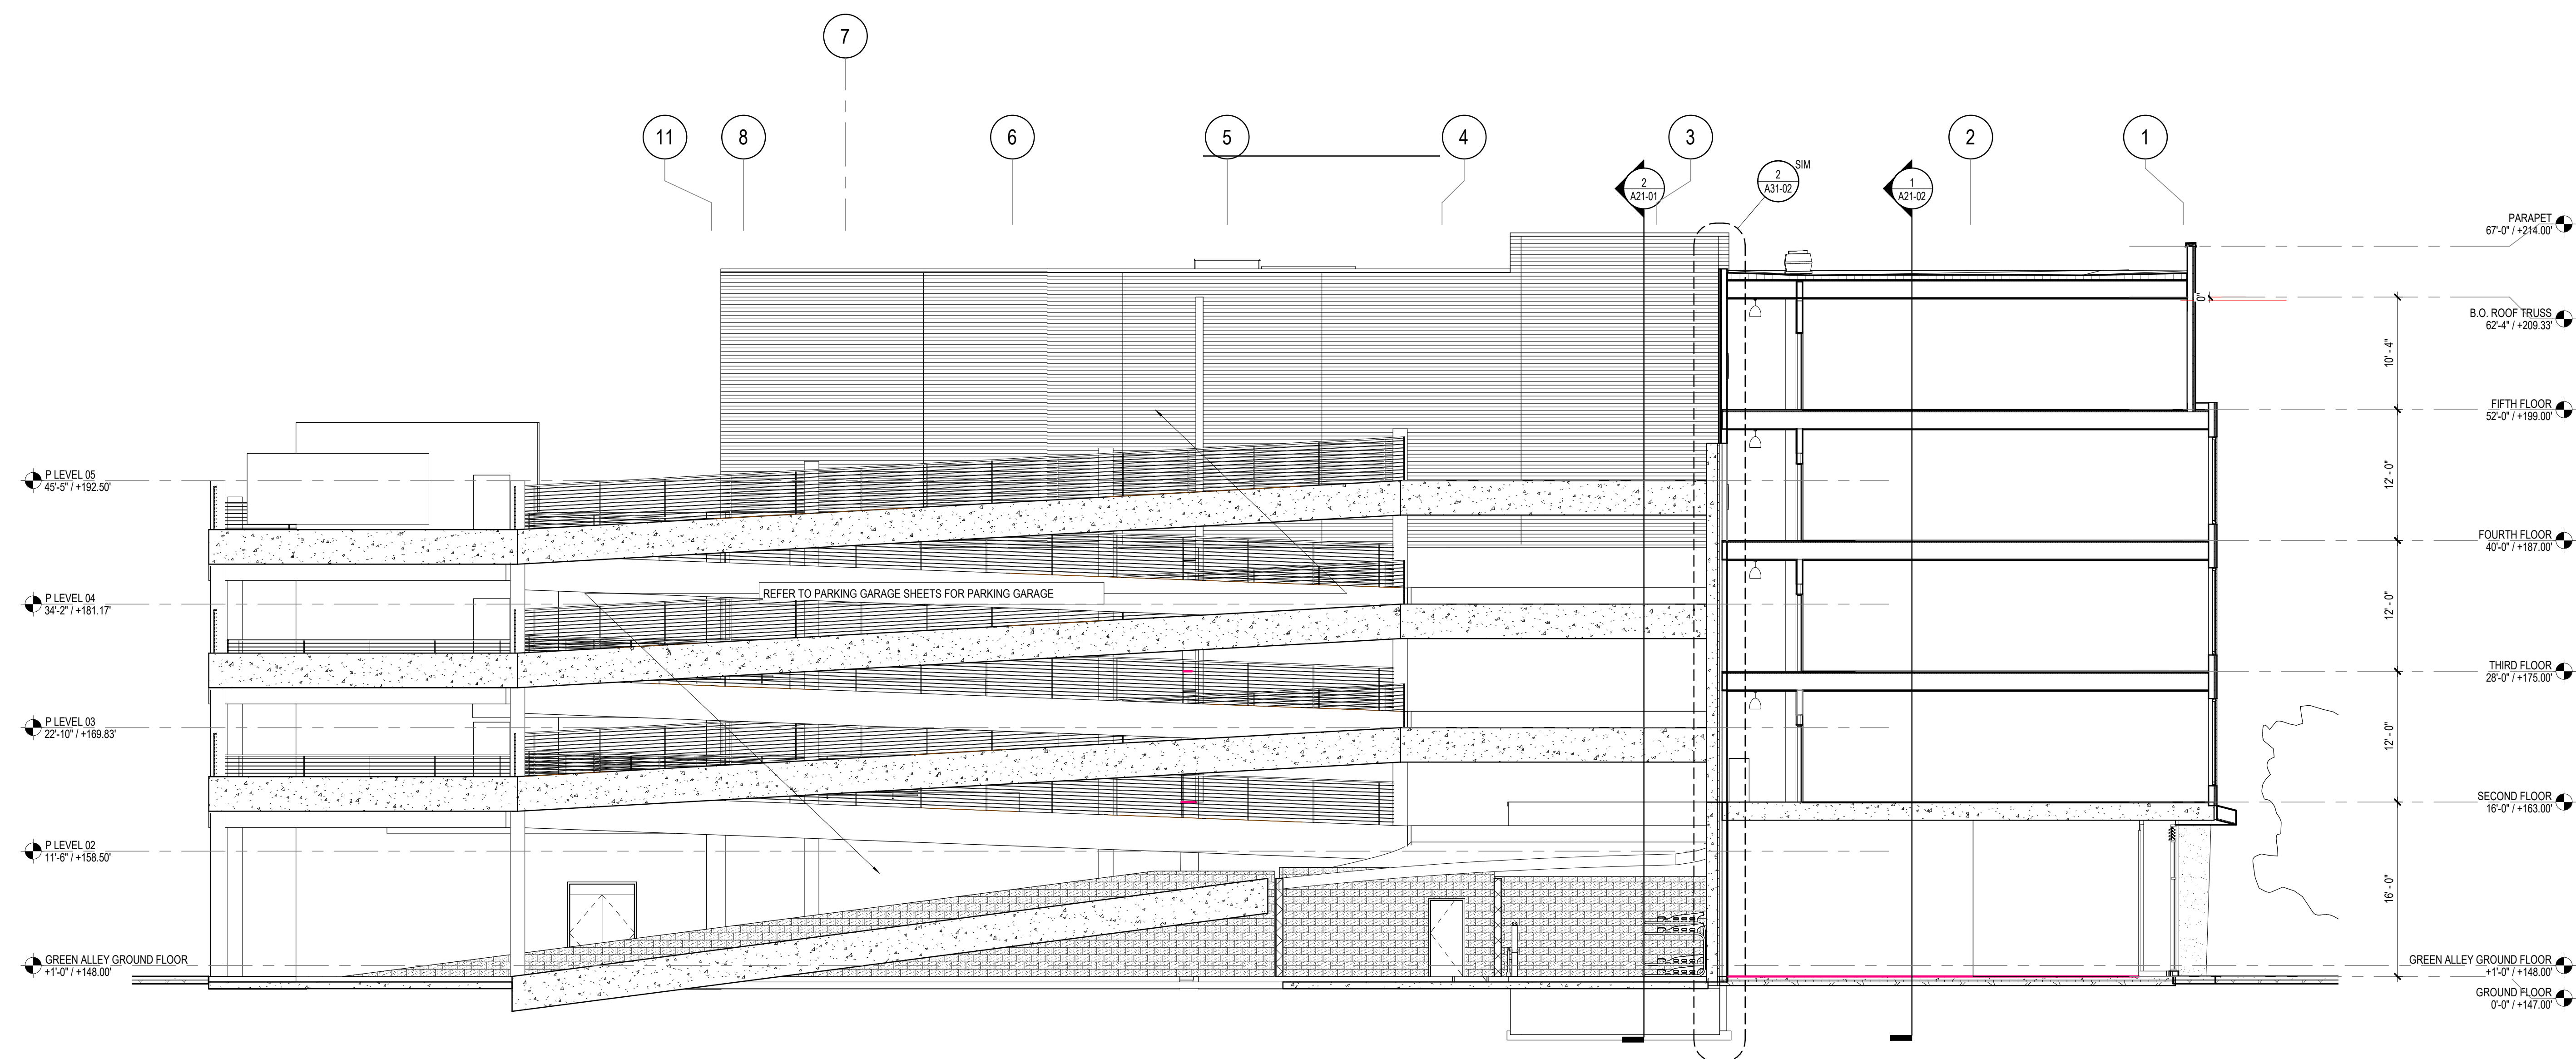 7
11
8
6
5
4
3
2
1
2
A21-01
2
A31-02
SIM
1
A21-02
PARAPET
67'-0" / +214.00'
0"
B.O. ROOF TRUSS
62'-4" / +209.33'
10' - 4"
FIFTH FLOOR
52'-0" / +199.00'
12' - 0"
P LEVEL 05
45'-5" / +192.50'
FOURTH FLOOR
40'-0" / +187.00'
12' - 0"
P LEVEL 04
34'-2" / +181.17'
REFER TO PARKING GARAGE SHEETS FOR PARKING GARAGE
THIRD FLOOR
28'-0" / +175.00'
12' - 0"
P LEVEL 03
22'-10" / +169.83'
SECOND FLOOR
16'-0" / +163.00'
16' - 0"
P LEVEL 02
11'-6" / +158.50'
GREEN ALLEY GROUND FLOOR
+1'-0" / +148.00'
GREEN ALLEY GROUND FLOOR
+1'-0" / +148.00'
GROUND FLOOR
0'-0" / +147.00'